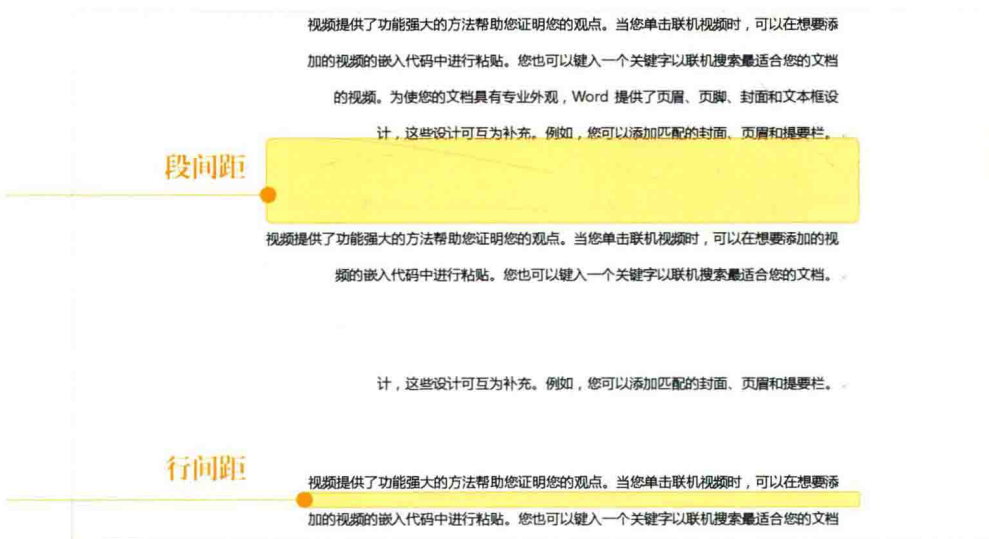 视频提供了功能强大的方法帮助您证明您的观点。当您单击联机视频时，可以在想要添
加的视频的嵌入代码中进行粘贴。您也可以键入一个关键字以联机搜索最适合您的文档
的视频。为使您的文档具有专业外观，Word 提供了页眉、页脚、封面和文本框设
计，这些设计可互为补充。例如，您可以添加匹配的封面、页眉和提要栏。
段间距
视频提供了功能强大的方法帮助您证明您的观点。当您单击联机视频时，可以在想要添加的视
频的嵌入代码中进行粘贴。您也可以键入一个关键字以联机搜索最适合您的文档。
计，这些设计可互为补充。例如，您可以添加匹配的封面、页眉和提要栏。
行间距
视频提供了功能强大的方法帮助您证明您的观点。当您单击联机视频时，可以在想要添
加的视频的嵌入代码中进行粘贴。您也可以键入一个关键字以联机搜索最适合您的文档